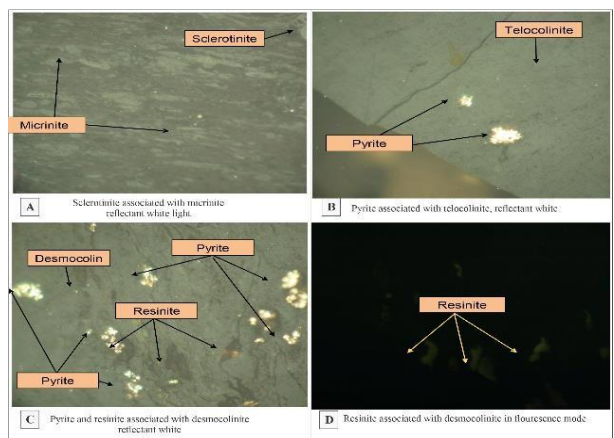 Sclerotinite
Micrinite
A
Sclerotinite associated with micrinite
reflectant white light.
Telocolinite
Pyrite
B
Pyrite associated with telocolinite, reflectant white
Desmocolin
Pyrite
Resinite
Pyrite
C
Pyrite and resinite associated with desmocolinite
reflectant white
Resinite
D
Resinite associated with desmocolinite in flouresence mode